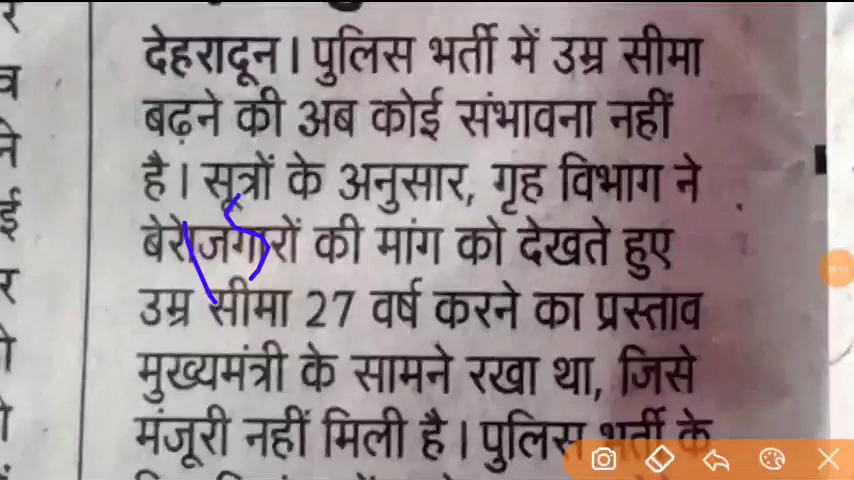 देहरादून। पुलिस भर्ती में उम्र सीमा
बढ़ने की अब कोई संभावना नहीं
है। सूत्रों के अनुसार, गृह विभाग ने
बेरोजगारों की मांग को देखते हुए
उम्र सीमा 27 वर्ष करने का प्रस्ताव
मुख्यमंत्री के सामने रखा था, जिसे
मंजूरी नहीं मिली है। पुलिस भर्ती के